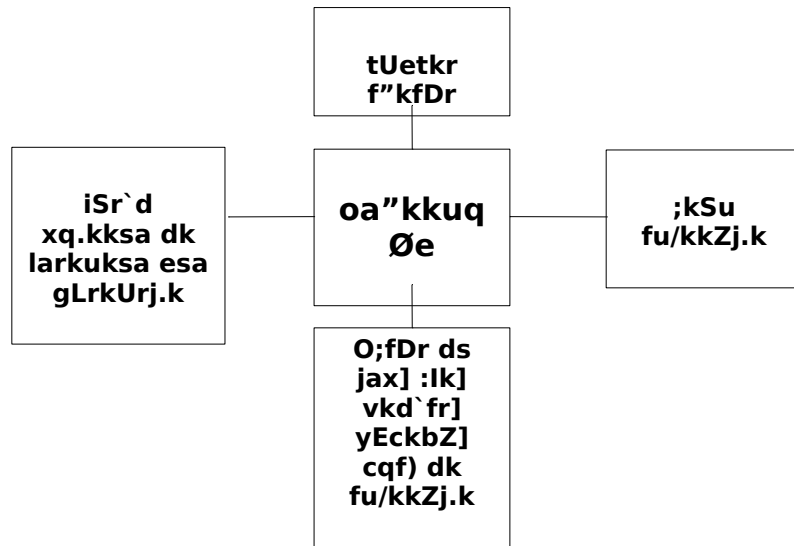 tUetkr
f”kfDr
iSr`d
xq.kksa dk
larkuksa esa
gLrkUrj.k
oa”kkuq
Øe
;kSu
fu/kkZj.k
O;fDr ds
jax] :Ik]
vkd`fr]
yEckbZ]
cqf) dk
fu/kkZj.k